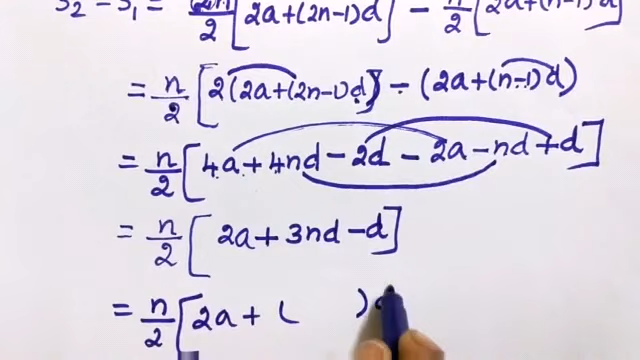 S₂ - S₁ = 2n/2 [2a+(2n-1)d] - n/2 [2a+(n-1)d]
= n/2 [2(2a+(2n-1)d) - (2a+(n-1)d)
= n/2 [4a+4nd-2d-2a-nd+d]
= n/2 [2a+3nd-d]
= n/2 [2a+( )